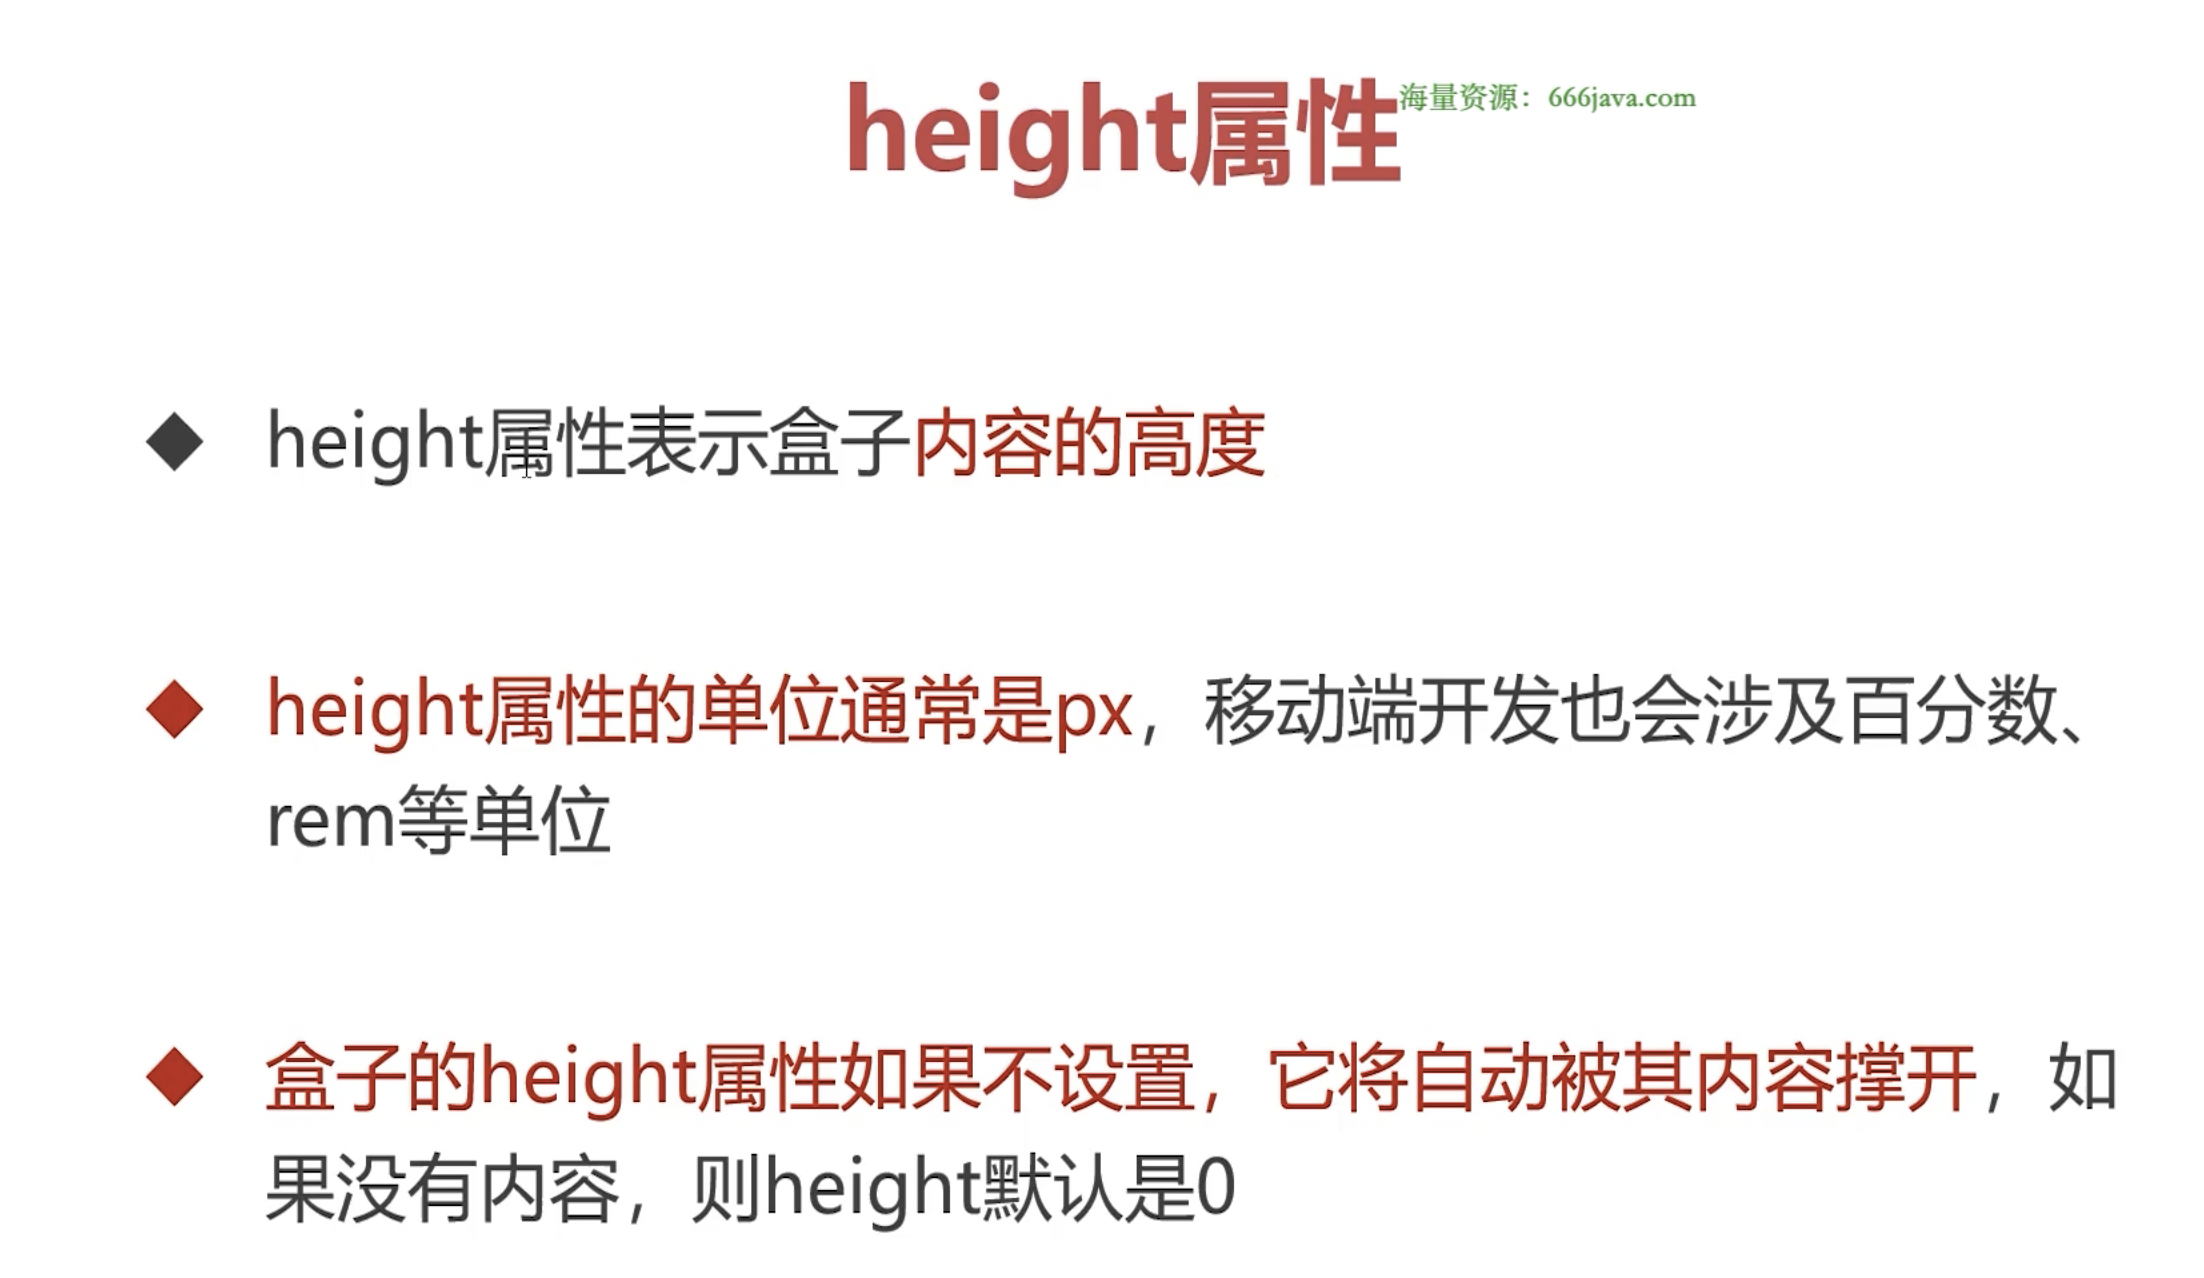 height属性
海量资源：666java.com
height属性表示盒子内容的高度
height属性的单位通常是px，移动端开发也会涉及百分数、
rem等单位
盒子的height属性如果不设置，它将自动被其内容撑开，如
果没有内容，则height默认是0